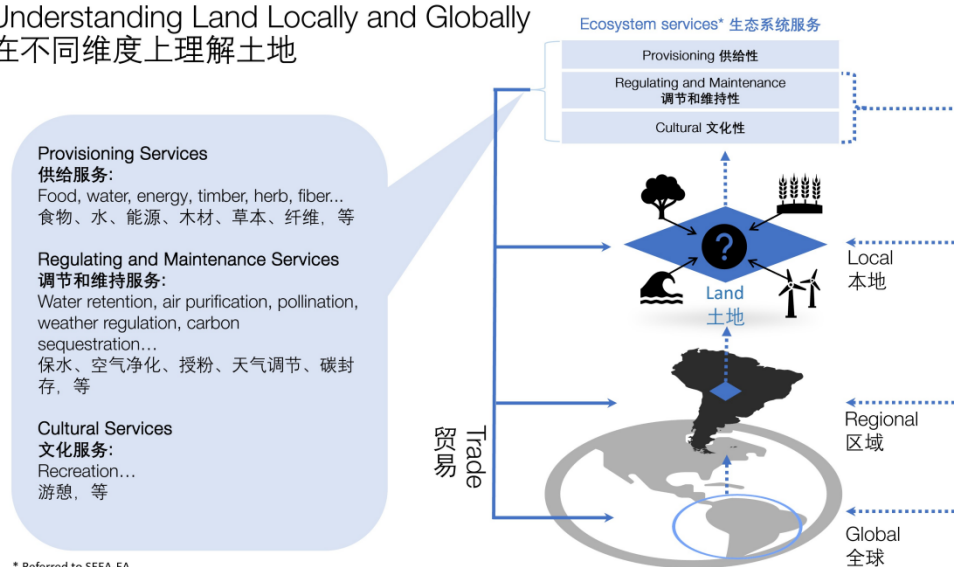 Understanding Land Locally and Globally
在不同维度上理解土地
Ecosystem services* 生态系统服务
Provisioning 供给性
Regulating and Maintenance
调节和维持性
Cultural 文化性
Provisioning Services
供给服务:
Food, water, energy, timber, herb, fiber...
食物、水、能源、木材、草本、纤维，等
Regulating and Maintenance Services
调节和维持服务:
Water retention, air purification, pollination,
weather regulation, carbon
sequestration…
保水、空气净化、授粉、天气调节、碳封
存，等
Cultural Services
文化服务:
Recreation…
游憩，等
?
Land
土地
Local
本地
Trade
贸易
Regional
区域
Global
全球
* Referred to SEEA-EA